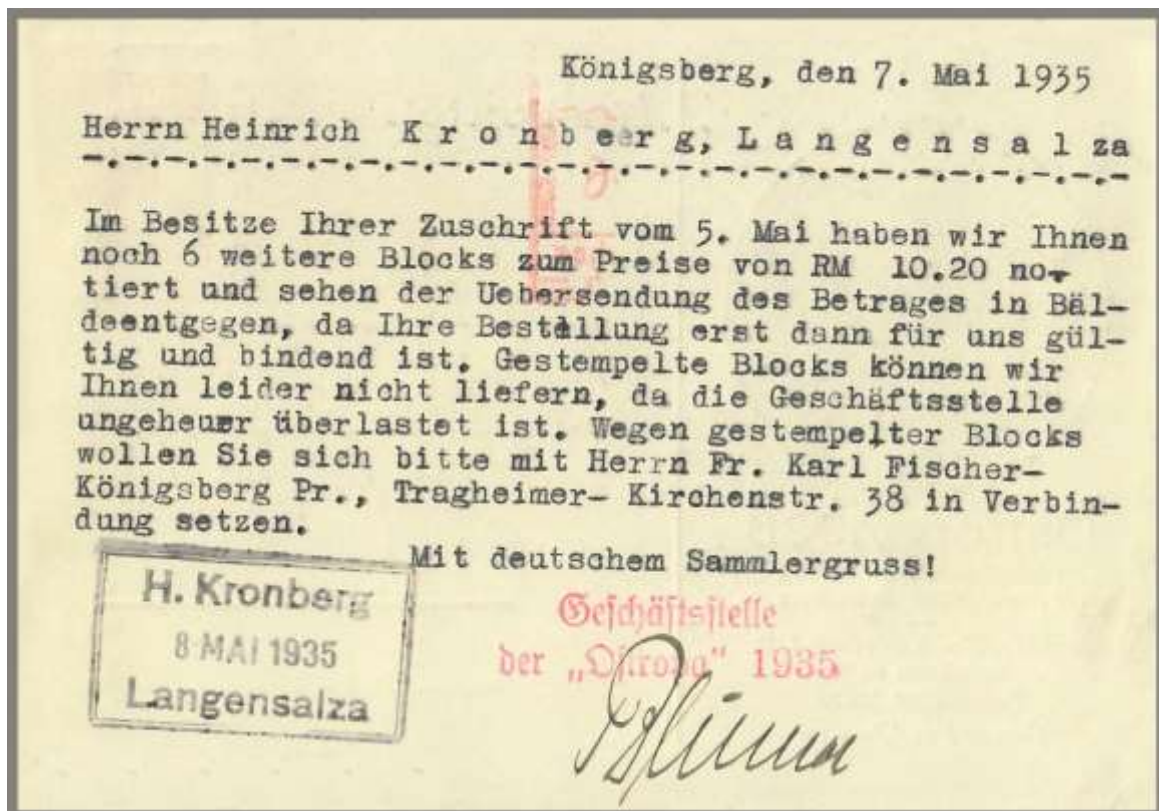 Königsberg, den 7. Mai 1935
Herrn Heinrich K r o n b e r g, L a n g e n s a l za
-.-.-.-.-.-.-.-.-.-.-.-.-.-.-.-.-.-.-.-.-
Im Besitze Ihrer Zuschrift vom 5. Mai haben wir Ihnen
noch 6 weitere Blocks zum Preise von RM 10.20 no-
tiert und sehen der Uebersendung des Betrages in Bäl-
deentgegen, da Ihre Bestellung erst dann für uns gül-
tig und bindend ist. Gestempelte Blocks können wir
Ihnen leider nicht liefern, da die Geschäftsstelle
ungeheuer überlastet ist. Wegen gestempelter Blocks
wollen Sie sich bitte mit Herrn Fr. Karl Fischer-
Königsberg Pr., Tragheimer- Kirchenstr. 38 in Verbin-
dung setzen.
Mit deutschem Sammlergruss!
H. Kronberg
8 MAI 1935
Langensalza
Geschäftsstelle
der „Ostropa“ 1935